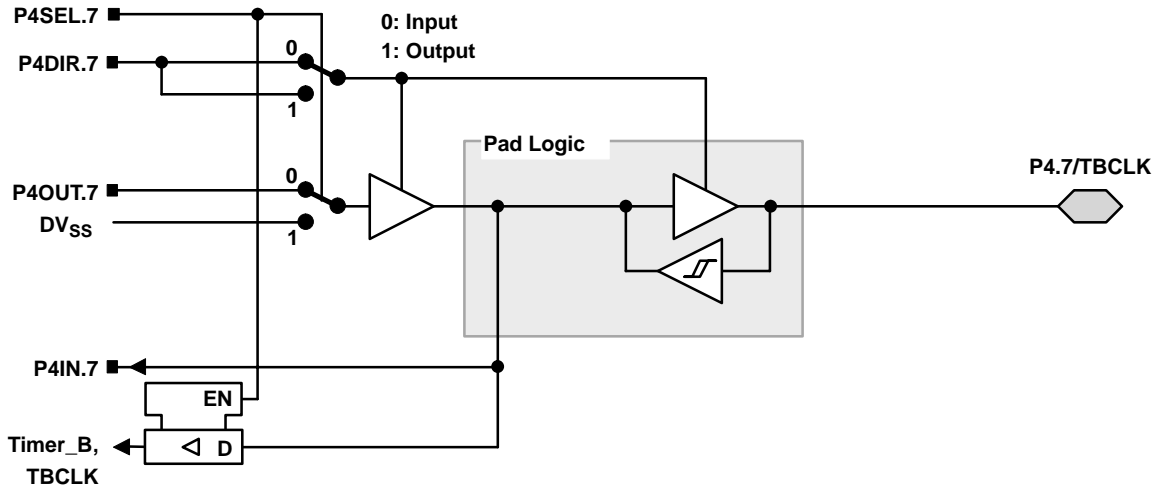 P4SEL.7
0: Input
1: Output
P4DIR.7
0
1
Pad Logic
P4.7/TBCLK
P4OUT.7
0
DVSS
1
P4IN.7
EN
D
Timer_B,
TBCLK